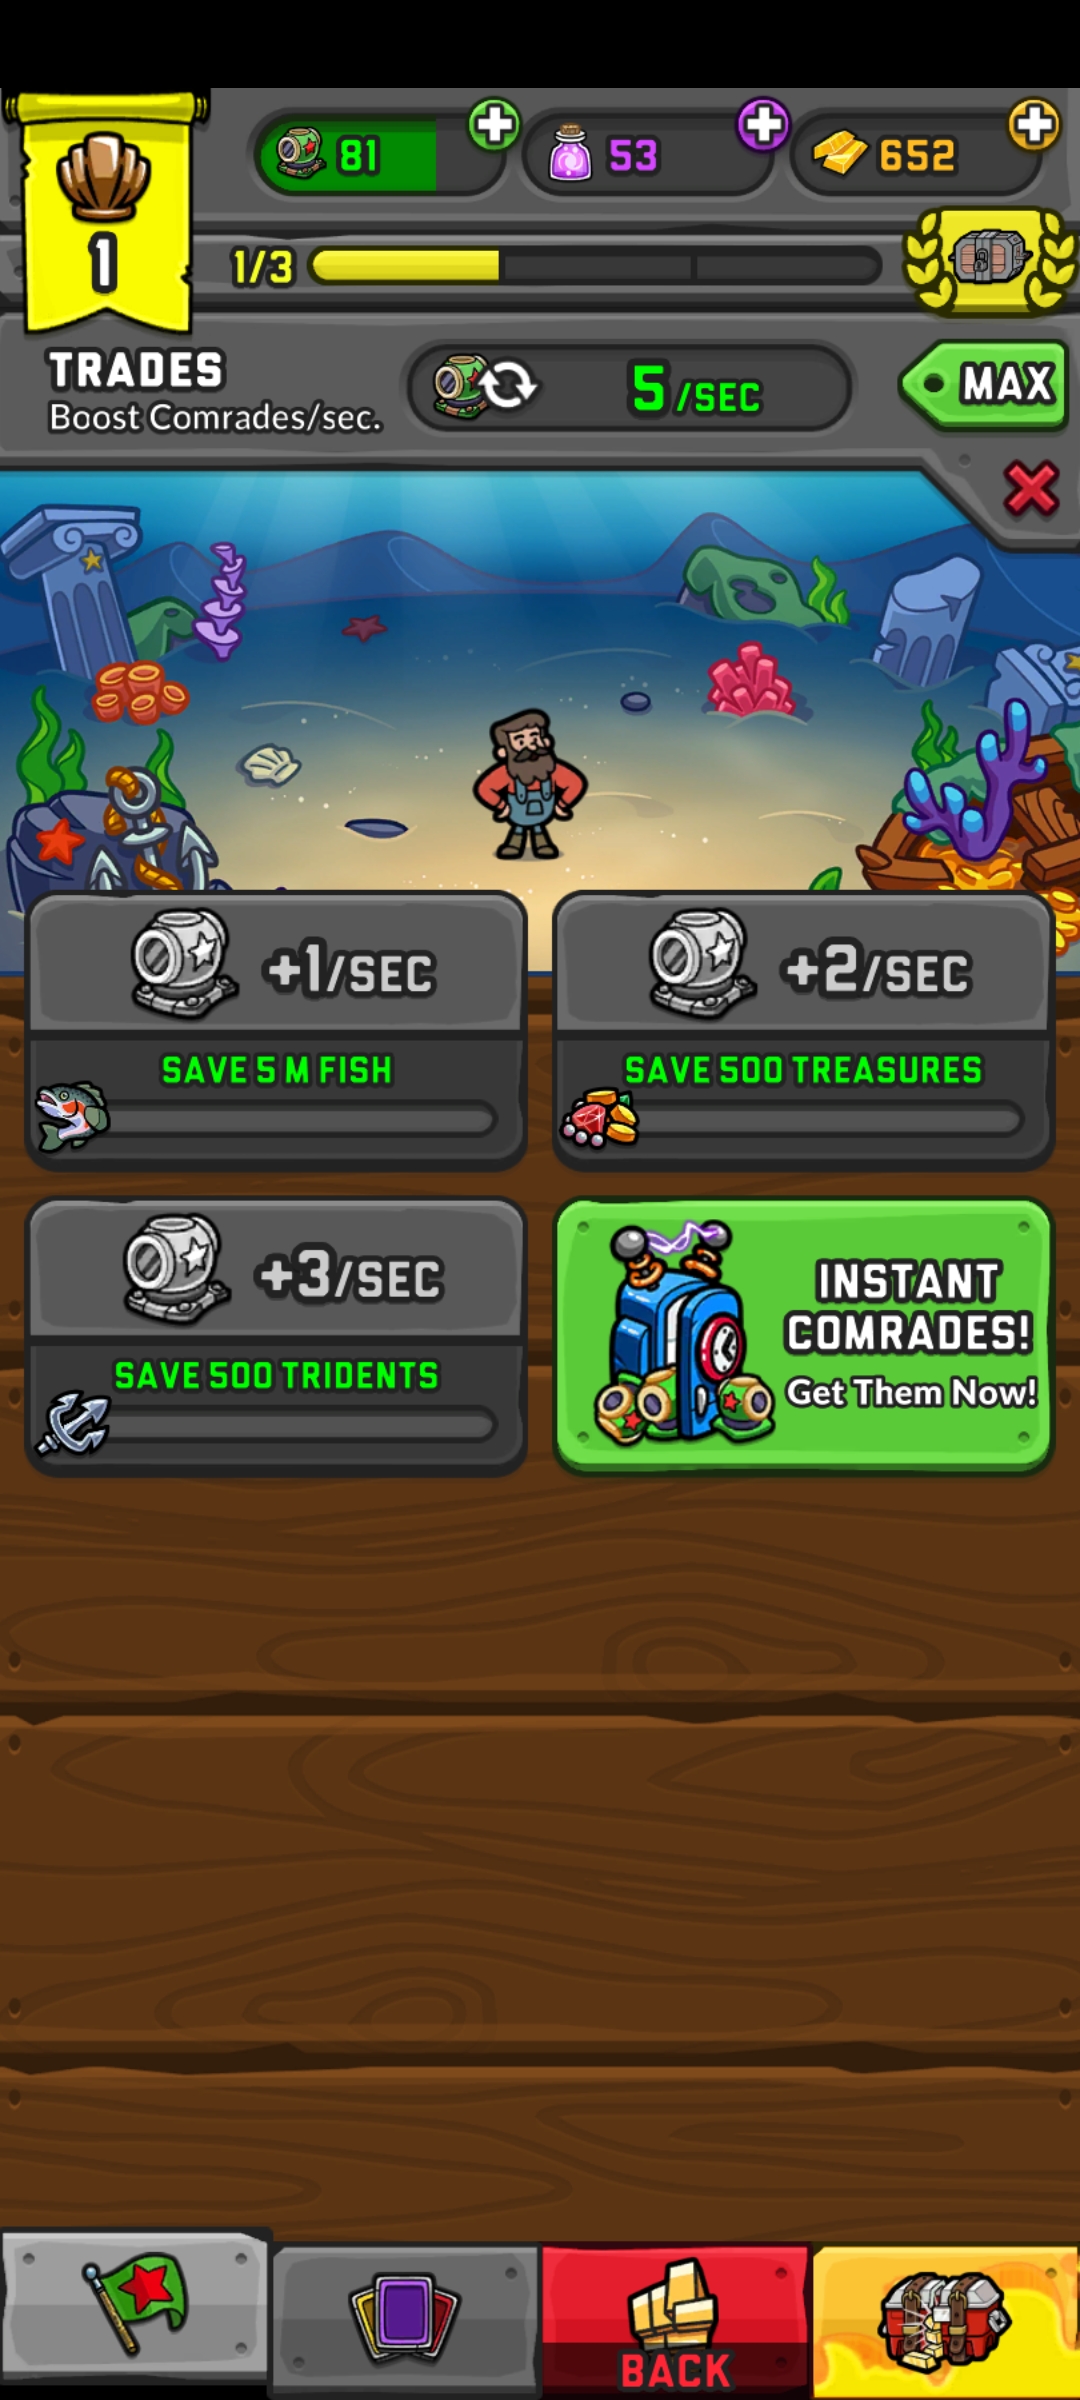 81
53
652
1
1/3
TRADES
Boost Comrades/sec.
5/SEC
MAX
+1/SEC
SAVE 5 M FISH
+2/SEC
SAVE 500 TREASURES
+3/SEC
SAVE 500 TRIDENTS
INSTANT
COMRADES!
Get Them Now!
BACK